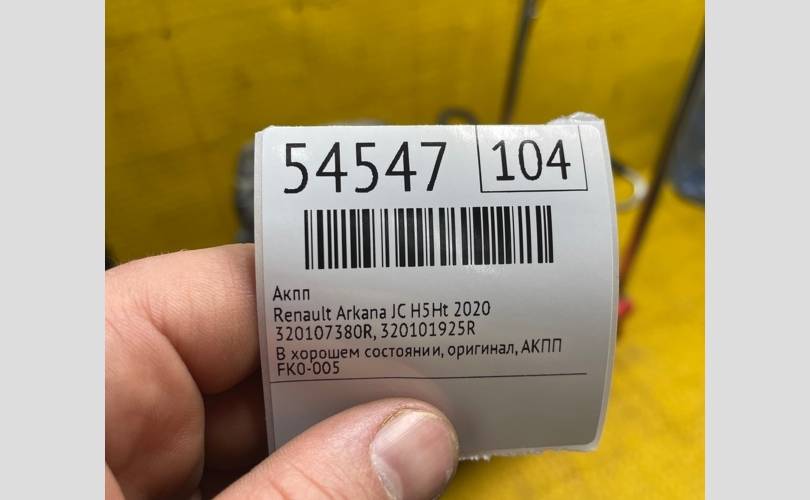 54547 104
Акпп
Renault Arkana JC H5Ht 2020
320107380R, 320101925R
В хорошем состоянии, оригинал, АКПП
FK0-005